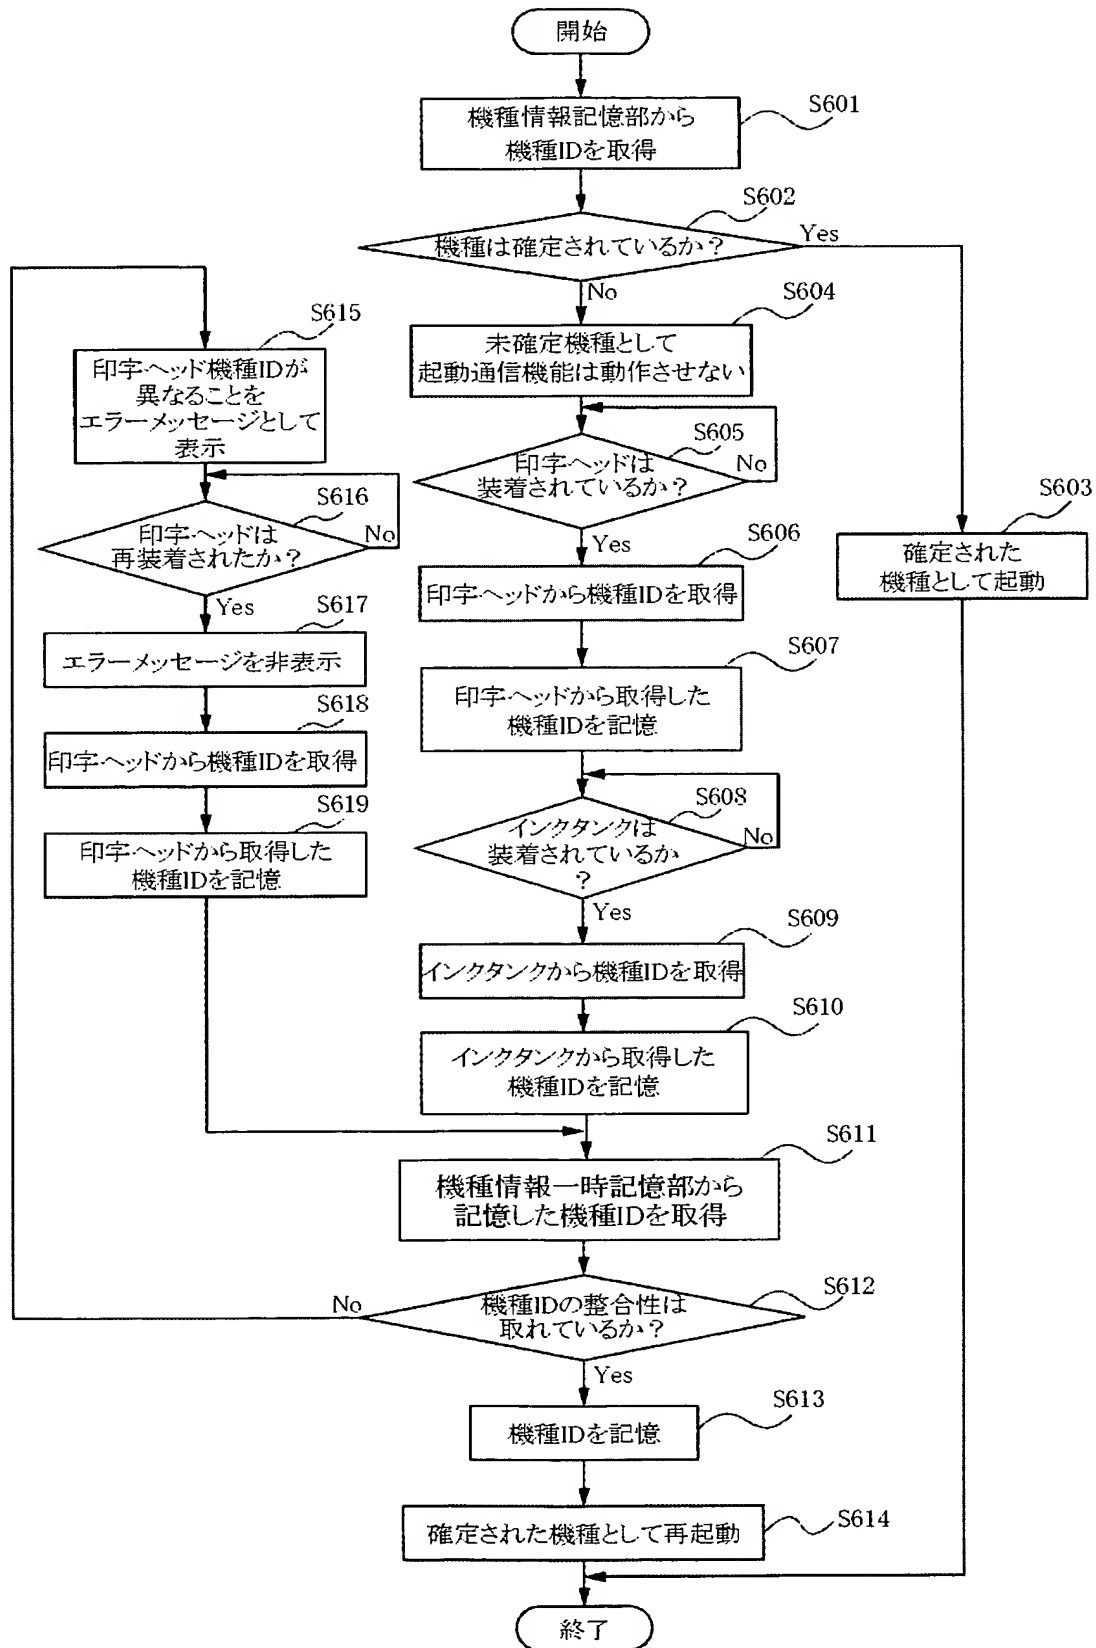 開始
S601
機種情報記憶部から
機種IDを取得
S602
機種は確定されているか？
Yes
No
S604
未確定機種として
起動通信機能は動作させない
S605
印字ヘッドは
装着されているか？
No
Yes
S603
確定された
機種として起動
S606
印字ヘッドから機種IDを取得
S607
印字ヘッドから取得した
機種IDを記憶
S608
インクタンクは
装着されているか
？
No
Yes
S609
インクタンクから機種IDを取得
S610
インクタンクから取得した
機種IDを記憶
S611
機種情報一時記憶部から
記憶した機種IDを取得
S612
機種IDの整合性は
取れているか？
No
Yes
S613
機種IDを記憶
S614
確定された機種として再起動
終了
S615
印字ヘッド機種IDが
異なることを
エラーメッセージとして
表示
S616
印字ヘッドは
再装着されたか？
No
Yes
S617
エラーメッセージを非表示
S618
印字ヘッドから機種IDを取得
S619
印字ヘッドから取得した
機種IDを記憶